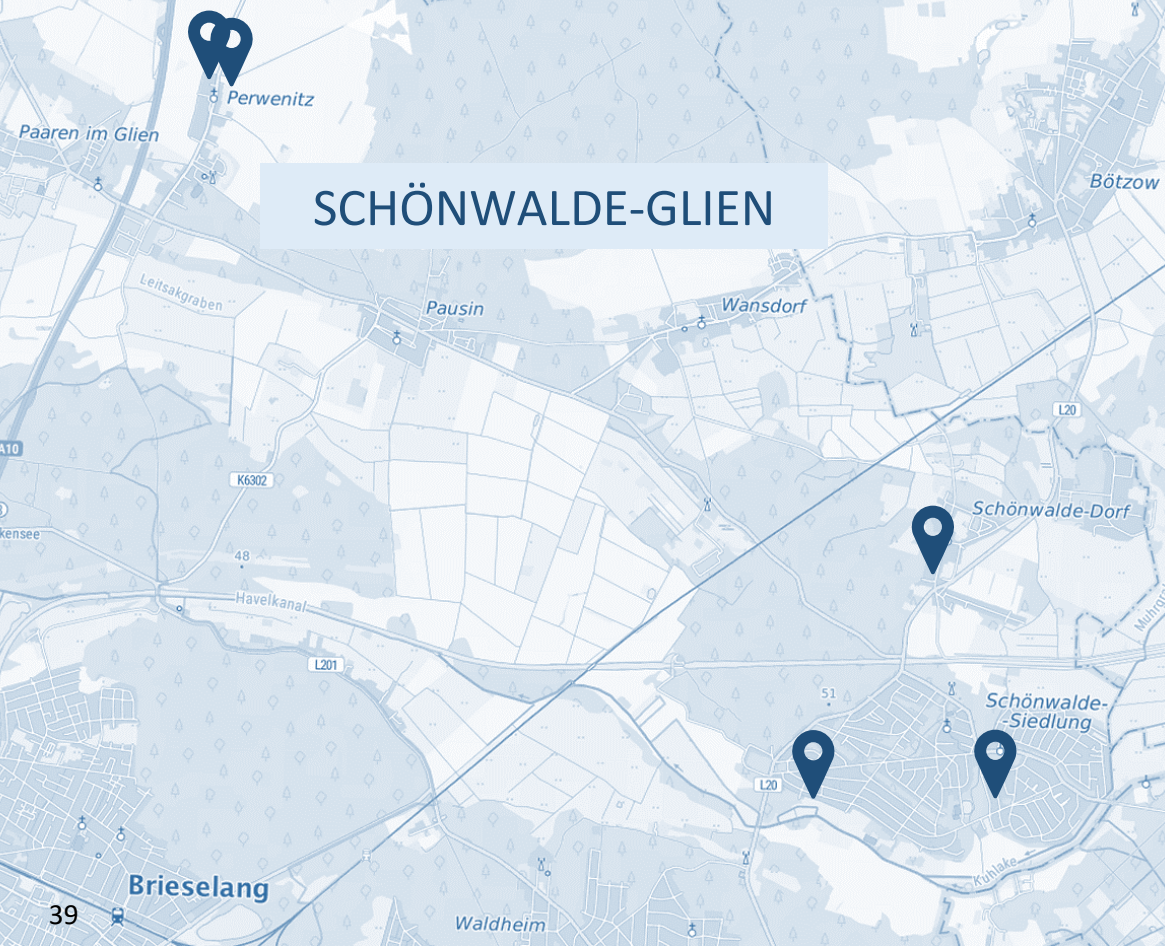 Perwenitz
Paaren im Glien
Bötzow
SCHÖNWALDE-GLIEN
Leitsakgraben
Pausin
Wansdorf
L20
A10
K6302
Schönwalde-Dorf
kensee
48
Havelkanal
L201
51
Schönwalde-
-Siedlung
L20
Kuhlake
Brieselang
39
Waldheim